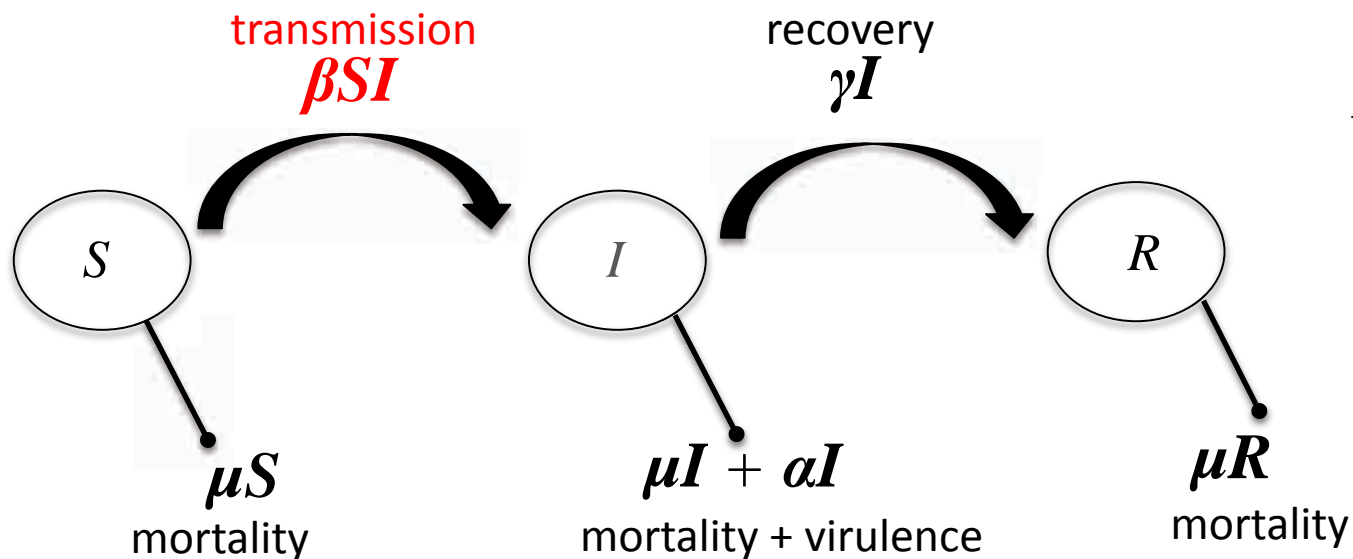 transmission
βSI
recovery
γI
S
I
R
μS
mortality
μI + αI
mortality + virulence
μR
mortality